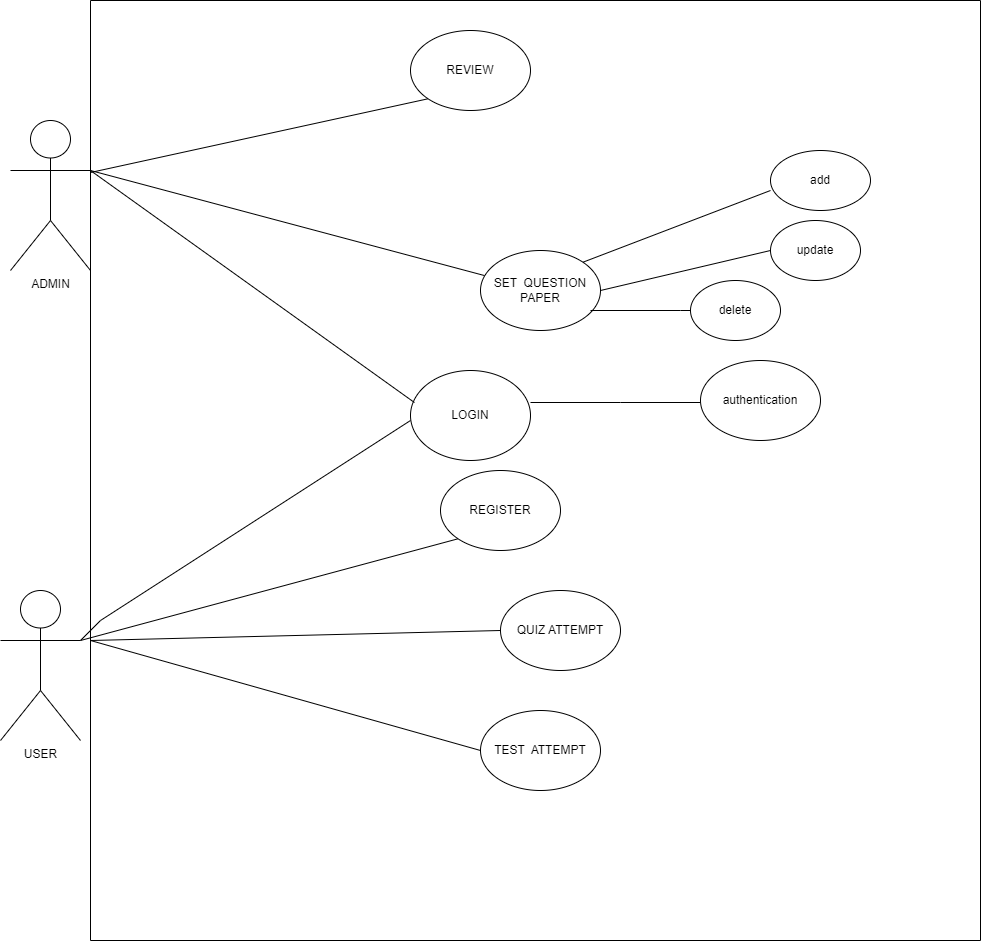 REVIEW
add
update
SET QUESTION
PAPER
ADMIN
delete
authentication
LOGIN
REGISTER
QUIZ ATTEMPT
TEST ATTEMPT
USER